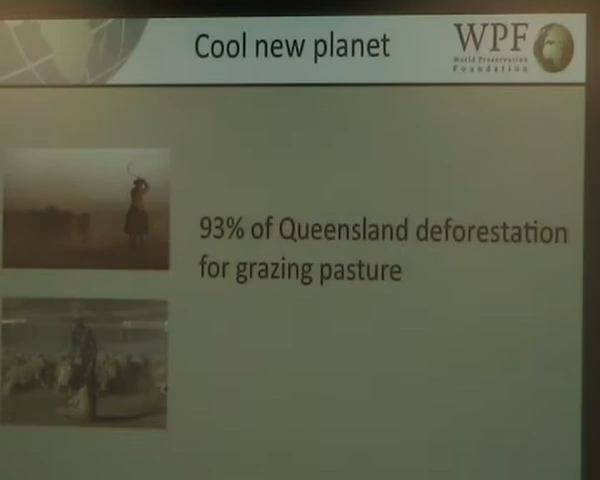 Cool new planet
WPF
World Preservation
Foundation
93% of Queensland deforestation
for grazing pasture